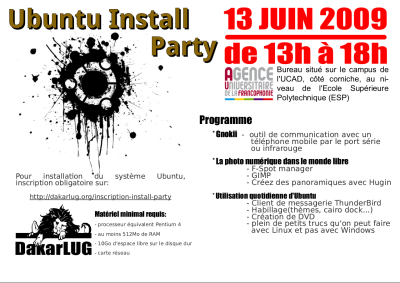 Ubuntu Install
Party
13 JUIN 2009
de 13h à 18h
AGENCE
UNIVERSITAIRE
DE LA FRANCOPHONIE
Bureau situé sur le campus de
l'UCAD, côté corniche, au ni-
veau de l'Ecole Supérieure
Polytechnique (ESP)
Pour installation du système Ubuntu,
inscription obligatoire sur:
http://dakarlug.org/inscription-install-party
DakarLUG
Matériel minimal requis:
- processeur équivalent Pentium 4
- au moins 512Mo de RAM
- 10Go d'espace libre sur le disque dur
- carte réseau
Programme
* Gnokii - outil de communication avec un
téléphone mobile par le port série
ou infrarouge
* La photo numérique dans le monde libre
- F-Spot manager
- GIMP
- Créez des panoramiques avec Hugin
* Utilisation quotidienne d'Ubuntu
- Client de messagerie ThunderBird
- Habillage(thèmes, cairo dock...)
- Création de DVD
- plein de petits trucs qu'on peut faire
avec Linux et pas avec Windows